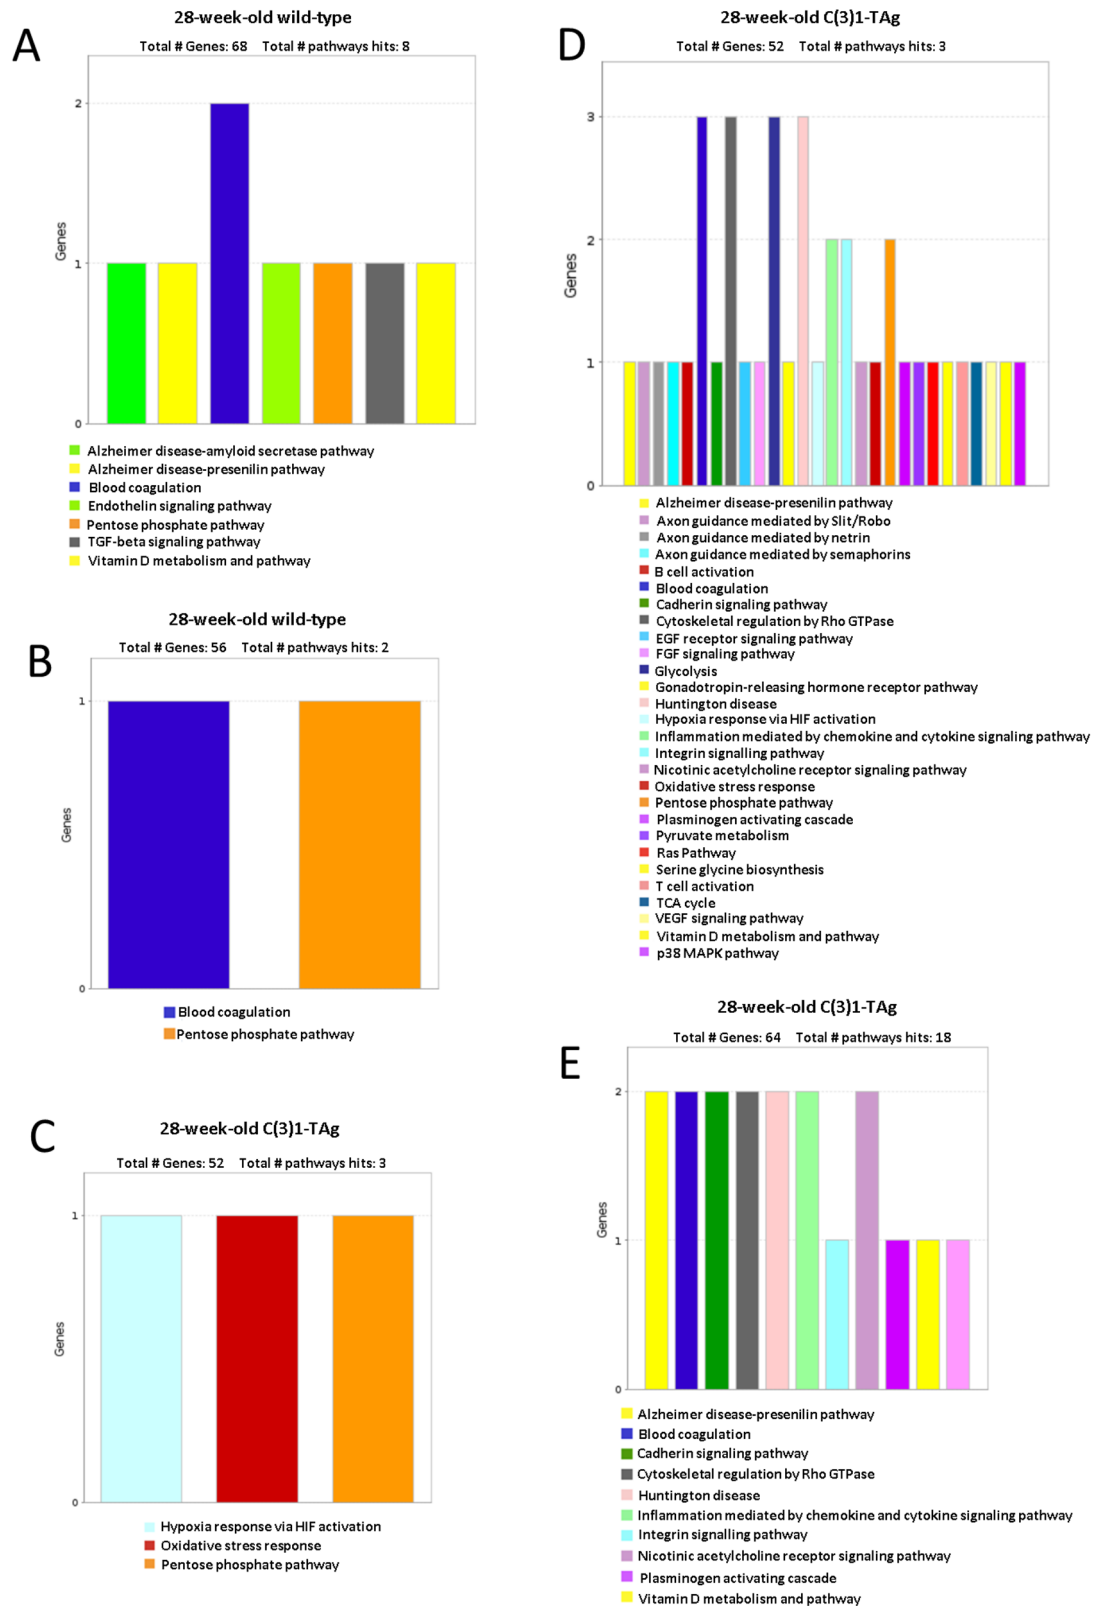 A
28-week-old wild-type
Total # Genes: 68 Total # pathways hits: 8
Genes
2
1
0
Alzheimer disease-amyloid secretase pathway
Alzheimer disease-presenilin pathway
Blood coagulation
Endothelin signaling pathway
Pentose phosphate pathway
TGF-beta signaling pathway
Vitamin D metabolism and pathway
B
28-week-old wild-type
Total # Genes: 56 Total # pathways hits: 2
Genes
1
0
Blood coagulation
Pentose phosphate pathway
C
28-week-old C(3)1-TAg
Total # Genes: 52 Total # pathways hits: 3
Genes
1
0
Hypoxia response via HIF activation
Oxidative stress response
Pentose phosphate pathway
D
28-week-old C(3)1-TAg
Total # Genes: 52 Total # pathways hits: 3
Genes
3
2
1
0
Alzheimer disease-presenilin pathway
Axon guidance mediated by Slit/Robo
Axon guidance mediated by netrin
Axon guidance mediated by semaphorins
B cell activation
Blood coagulation
Cadherin signaling pathway
Cytoskeletal regulation by Rho GTPase
EGF receptor signaling pathway
FGF signaling pathway
Glycolysis
Gonadotropin-releasing hormone receptor pathway
Huntington disease
Hypoxia response via HIF activation
Inflammation mediated by chemokine and cytokine signaling pathway
Integrin signalling pathway
Nicotinic acetylcholine receptor signaling pathway
Oxidative stress response
Pentose phosphate pathway
Plasminogen activating cascade
Pyruvate metabolism
Ras Pathway
Serine glycine biosynthesis
T cell activation
TCA cycle
VEGF signaling pathway
Vitamin D metabolism and pathway
p38 MAPK pathway
E
28-week-old C(3)1-TAg
Total # Genes: 64 Total # pathways hits: 18
Genes
2
1
0
Alzheimer disease-presenilin pathway
Blood coagulation
Cadherin signaling pathway
Cytoskeletal regulation by Rho GTPase
Huntington disease
Inflammation mediated by chemokine and cytokine signaling pathway
Integrin signalling pathway
Nicotinic acetylcholine receptor signaling pathway
Plasminogen activating cascade
Vitamin D metabolism and pathway